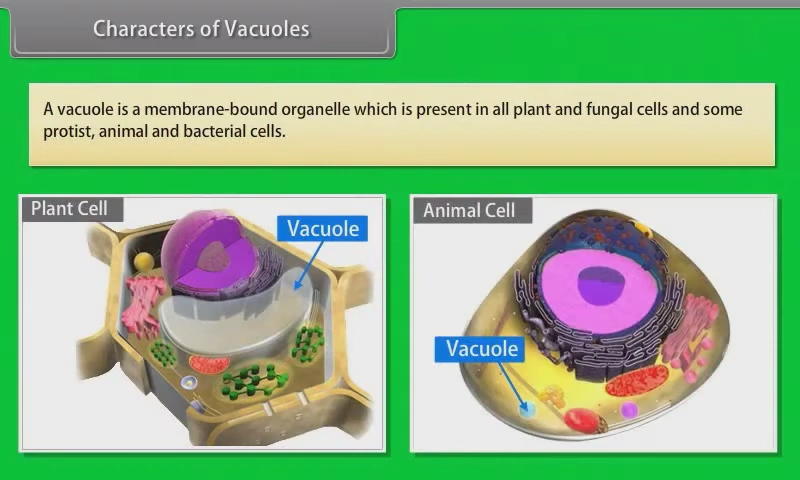 Characters of Vacuoles
A vacuole is a membrane-bound organelle which is present in all plant and fungal cells and some
protist, animal and bacterial cells.
Plant Cell
Vacuole
Animal Cell
Vacuole